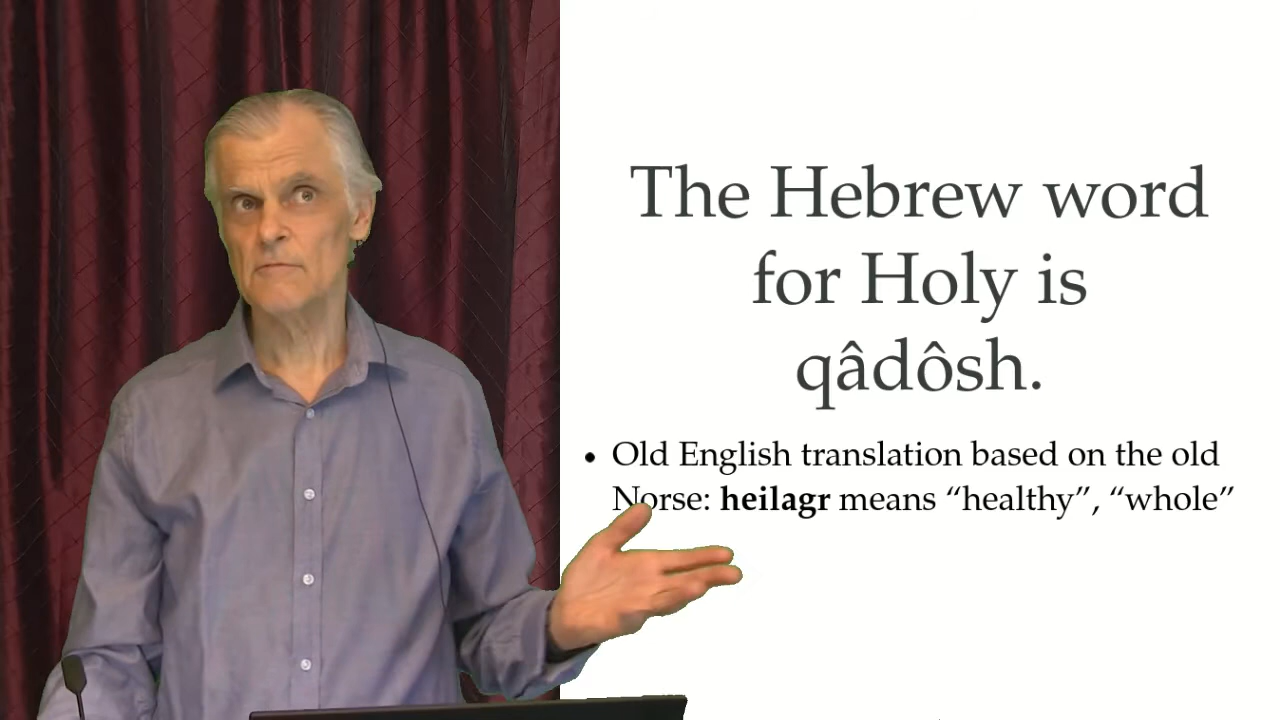 The Hebrew word
for Holy is
qâdôsh.
• Old English translation based on the old
Norse: heilagr means “healthy”, “whole”